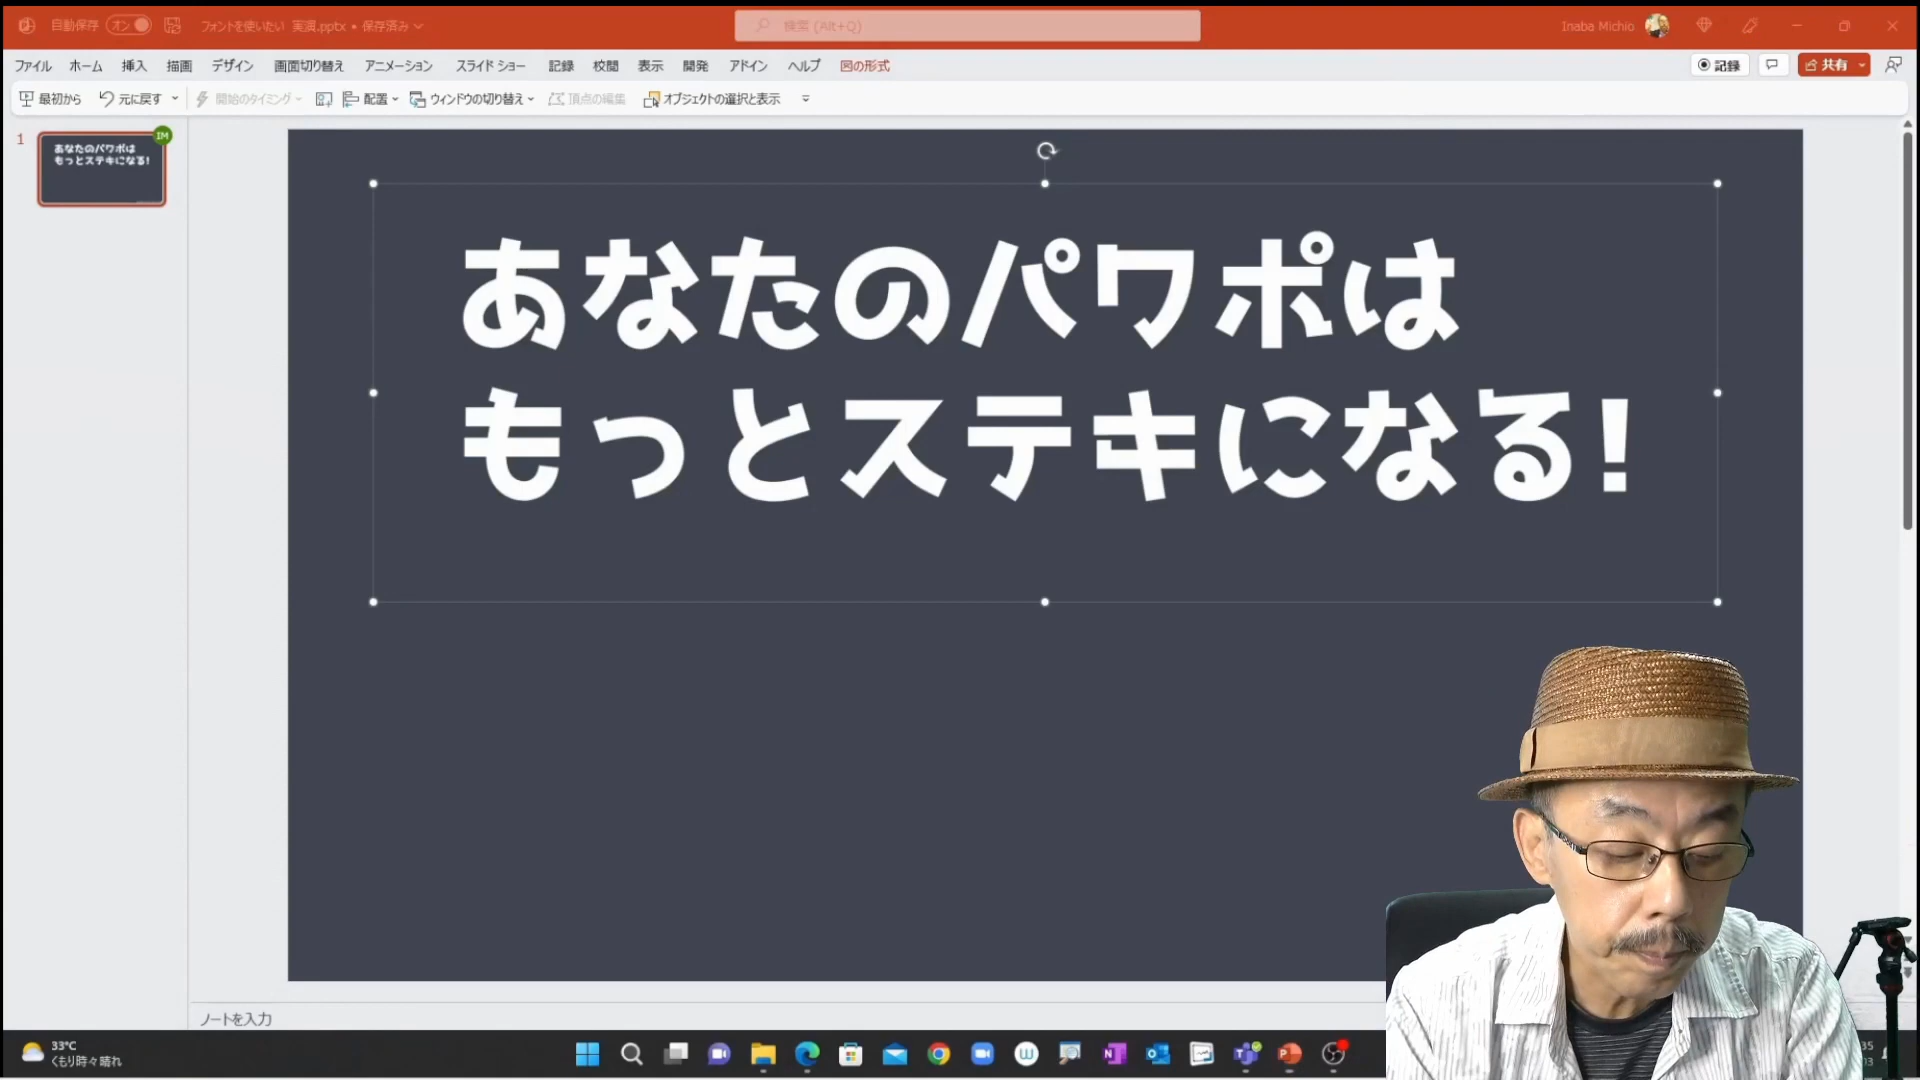 自動保存 オン フォントを使いたい 実演.pptx • 保存済み 検索 (Alt+Q) Inaba Michio
ファイル ホーム 挿入 描画 デザイン 画面切り替え アニメーション スライド ショー 記録 校閲 表示 開発 アドイン ヘルプ 図の形式 記録 共有
最初から 元に戻す 開始のタイミング 配置 ウィンドウの切り替え 頂点の編集 オブジェクトの選択と表示
1
IM
あなたのパワポは
もっとステキになる!
あなたのパワポは
もっとステキになる!
ノートを入力
33℃
くもり時々晴れ